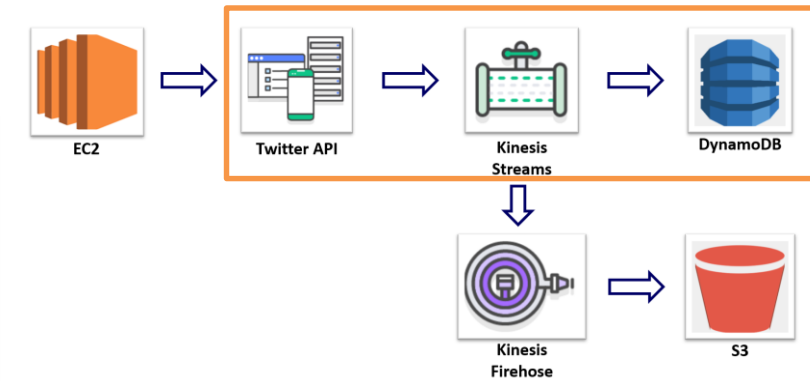 EC2
Twitter API
Kinesis
Streams
DynamoDB
Kinesis
Firehose
S3